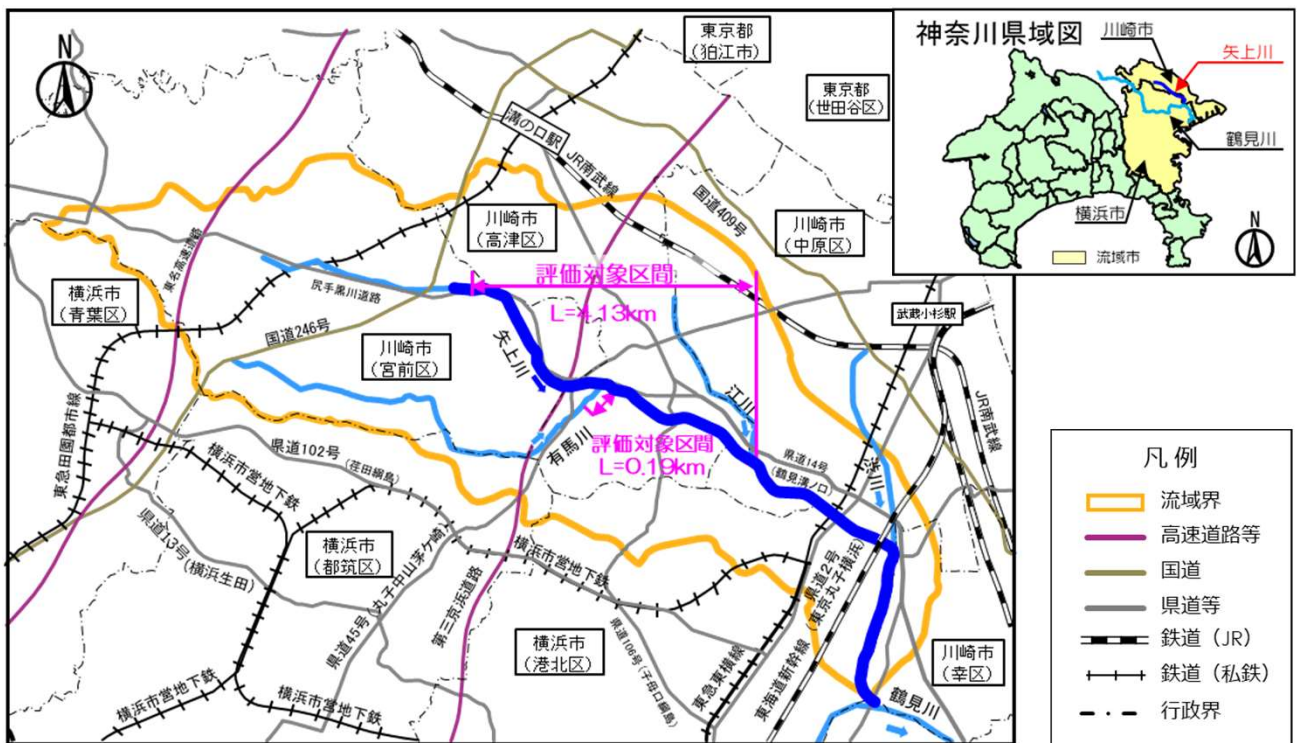 N
東京都
(狛江市)
東京都
(世田谷区)
溝の口駅
JR南武線
国道409号
川崎市
(高津区)
川崎市
(中原区)
東名高速道路
横浜市
(青葉区)
尻手黒川道路
評価対象区間
L=4.13km
武蔵小杉駅
国道246号
川崎市
(宮前区)
矢上川
江川
JR南武線
有馬川
評価対象区間
L=0.19km
県道14号
(鶴見溝ノ口)
渋川
東急田園都市線
横浜市営地下鉄
県道102号
(荏田綱島)
県道13号
(横浜生田)
横浜市
(都筑区)
県道45号(丸子中山茅ケ崎)
横浜市営地下鉄
第三京浜道路
県道2号
(東京丸子横浜)
横浜市
(港北区)
県道106号(子母口綱島)
東急東横線
東海道新幹線
川崎市
(幸区)
鶴見川
横浜市営地下鉄
横浜市営地下鉄
神奈川県域図
川崎市
矢上川
鶴見川
横浜市
N
流域市
凡例
流域界
高速道路等
国道
県道等
鉄道（JR）
鉄道（私鉄）
行政界